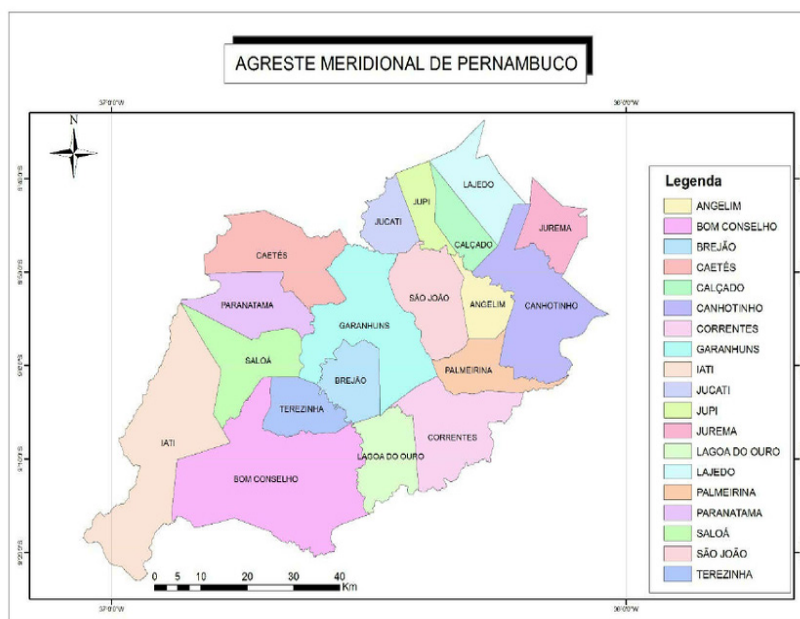 AGRESTE MERIDIONAL DE PERNAMBUCO
N
LAJEDO
JUPI
JUCATI
JUREMA
CALÇADO
CAETÉS
SÃO JOÃO
PARANATAMA
ANGELIM
CANHOTINHO
GARANHUNS
SALOÁ
PALMEIRINA
BREJÃO
TEREZINHA
CORRENTES
IATI
LAGOA DO OURO
BOM CONSELHO
0 5 10 20 30 40
Km
Legenda
ANGELIM
BOM CONSELHO
BREJÃO
CAETÉS
CALÇADO
CANHOTINHO
CORRENTES
GARANHUNS
IATI
JUCATI
JUPI
JUREMA
LAGOA DO OURO
LAJEDO
PALMEIRINA
PARANATAMA
SALOÁ
SÃO JOÃO
TEREZINHA